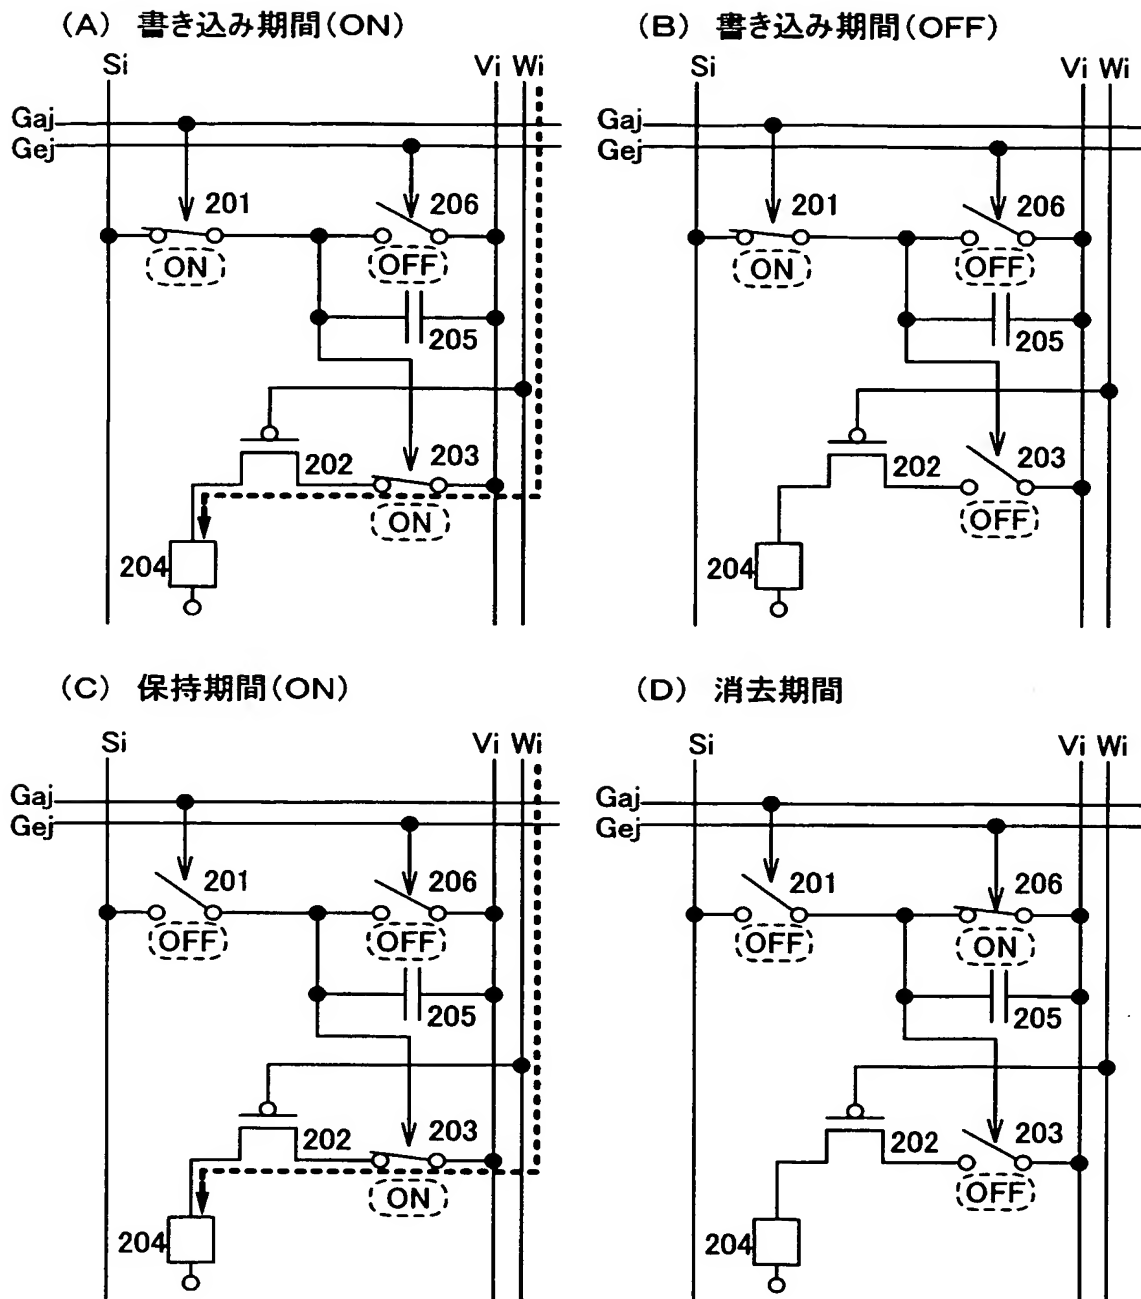 (A) 書き込み期間(ON)
Si Vi Wi
Gaj
Gej
201 206
ON OFF
205
202 203
ON
204
(B) 書き込み期間(OFF)
Si Vi Wi
Gaj
Gej
201 206
ON OFF
205
202 203
OFF
204
(C) 保持期間(ON)
Si Vi Wi
Gaj
Gej
201 206
OFF OFF
205
202 203
ON
204
(D) 消去期間
Si Vi Wi
Gaj
Gej
201 206
OFF ON
205
202 203
OFF
204